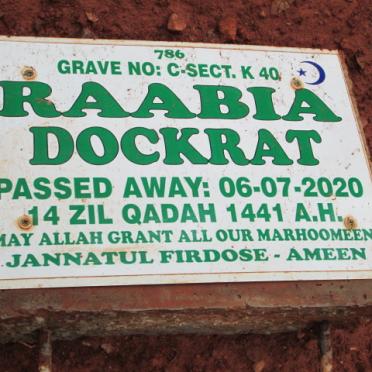 786
GRAVE NO: C-SECT. K 40
RAABIA
DOCKRAT
PASSED AWAY: 06-07-2020
14 ZIL QADAH 1441 A.H.
MAY ALLAH GRANT ALL OUR MARHOOMEEN
JANNATUL FIRDOSE - AMEEN